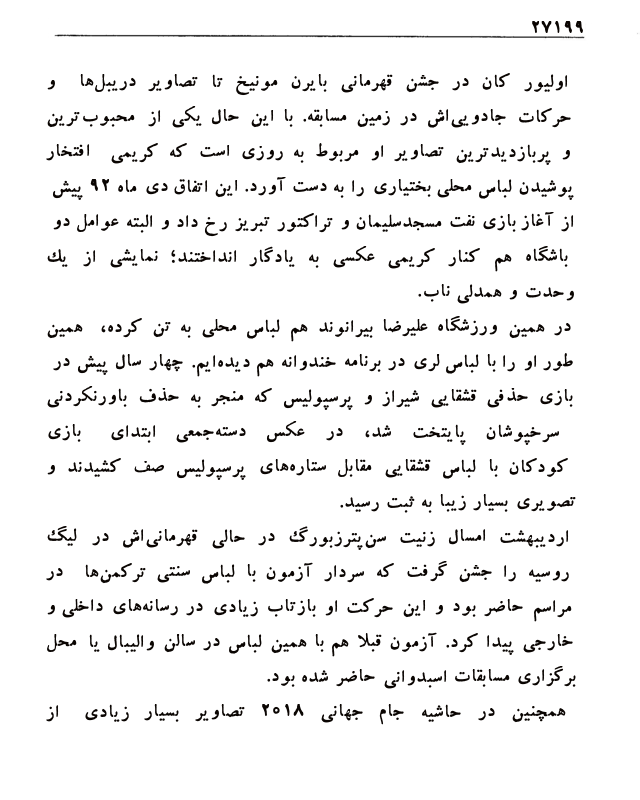 ۲۷۱۹۹
اولیور کان در جشن قهرمانی بایرن مونیخ تا تصاویر دریبل‌ها و
حرکات جادویی‌اش در زمین مسابقه. با این حال یکی از محبوب‌ترین
و پربازدیدترین تصاویر او مربوط به روزی است که کریمی افتخار
پوشیدن لباس محلی بختیاری را به دست آورد. این اتفاق دی ماه ۹۲ پیش
از آغاز بازی نفت مسجدسلیمان و تراکتور تبریز رخ داد و البته عوامل دو
باشگاه هم کنار کریمی عکسی به یادگار انداختند؛ نمایشی از یك
وحدت و همدلی ناب.
در همین ورزشگاه علیرضا بیرانوند هم لباس محلی به تن کرده، همین
طور او را با لباس لری در برنامه خندوانه هم دیده‌ایم. چهار سال پیش در
بازی حذفی قشقایی شیراز و پرسپولیس که منجر به حذف باورنکردنی
سرخپوشان پایتخت شد، در عکس دسته‌جمعی ابتدای بازی
کودکان با لباس قشقایی مقابل ستاره‌های پرسپولیس صف کشیدند و
تصویری بسیار زیبا به ثبت رسید.
اردیبهشت امسال زنیت سن‌پترزبورگ در حالی قهرمانی‌اش در لیگ
روسیه را جشن گرفت که سردار آزمون با لباس سنتی ترکمن‌ها در
مراسم حاضر بود و این حرکت او بازتاب زیادی در رسانه‌های داخلی و
خارجی پیدا کرد. آزمون قبلا هم با همین لباس در سالن والیبال یا محل
برگزاری مسابقات اسبدوانی حاضر شده بود.
همچنین در حاشیه جام جهانی ۲۰۱۸ تصاویر بسیار زیادی از